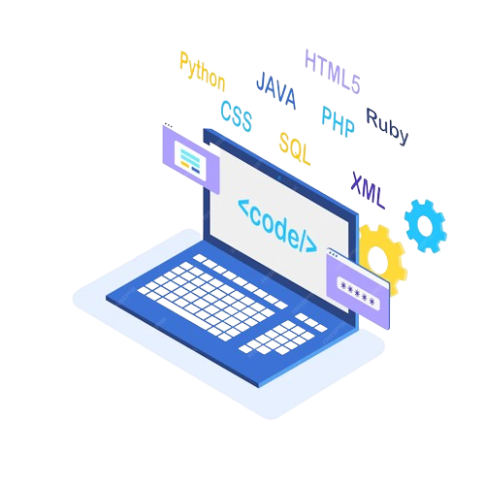 HTML5
Python
JAVA
PHP
Ruby
CSS
SQL
XML
<code/>
*****